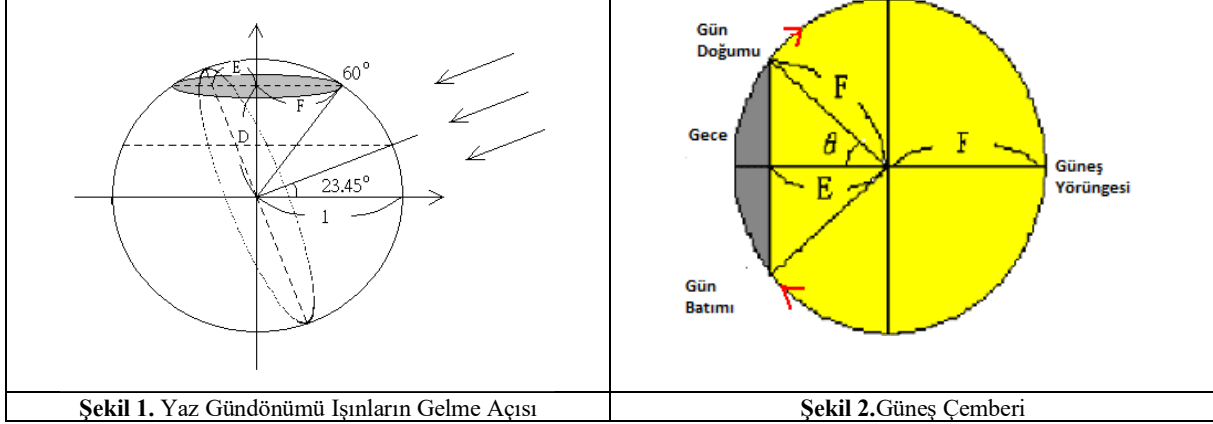 E
60°
F
D
23.45°
1
Şekil 1. Yaz Gündönümü Işınların Gelme Açısı
Gün
Doğumu
F
Gece
θ
F
E
Güneş
Yörüngesi
Gün
Batımı
Şekil 2.Güneş Çemberi